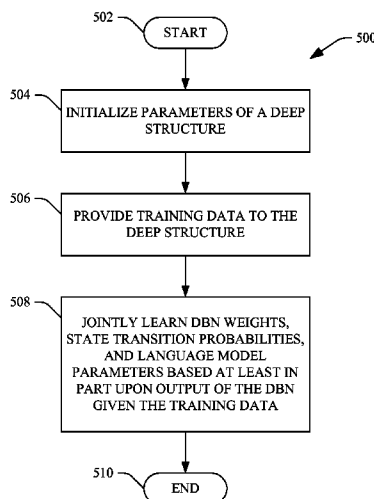 502
START
500
504
INITIALIZE PARAMETERS OF A DEEP
STRUCTURE
506
PROVIDE TRAINING DATA TO THE
DEEP STRUCTURE
508
JOINTLY LEARN DBN WEIGHTS,
STATE TRANSITION PROBABILITIES,
AND LANGUAGE MODEL
PARAMETERS BASED AT LEAST IN
PART UPON OUTPUT OF THE DBN
GIVEN THE TRAINING DATA
510
END